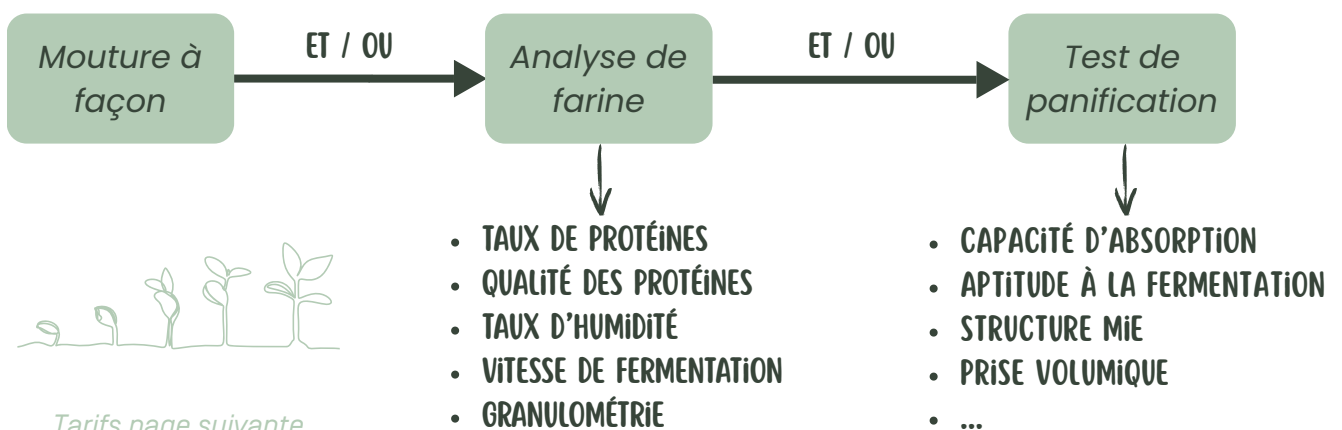 Mouture à
façon
ET / OU
Analyse de
farine
ET / OU
Test de
panification
• TAUX DE PROTÉINES
• QUALITÉ DES PROTÉINES
• TAUX D'HUMIDITÉ
• VITESSE DE FERMENTATION
• GRANULOMÉTRIE
• CAPACITÉ D'ABSORPTION
• APTITUDE À LA FERMENTATION
• STRUCTURE MIE
• PRISE VOLUMIQUE
• ...
Tarifs page suivante